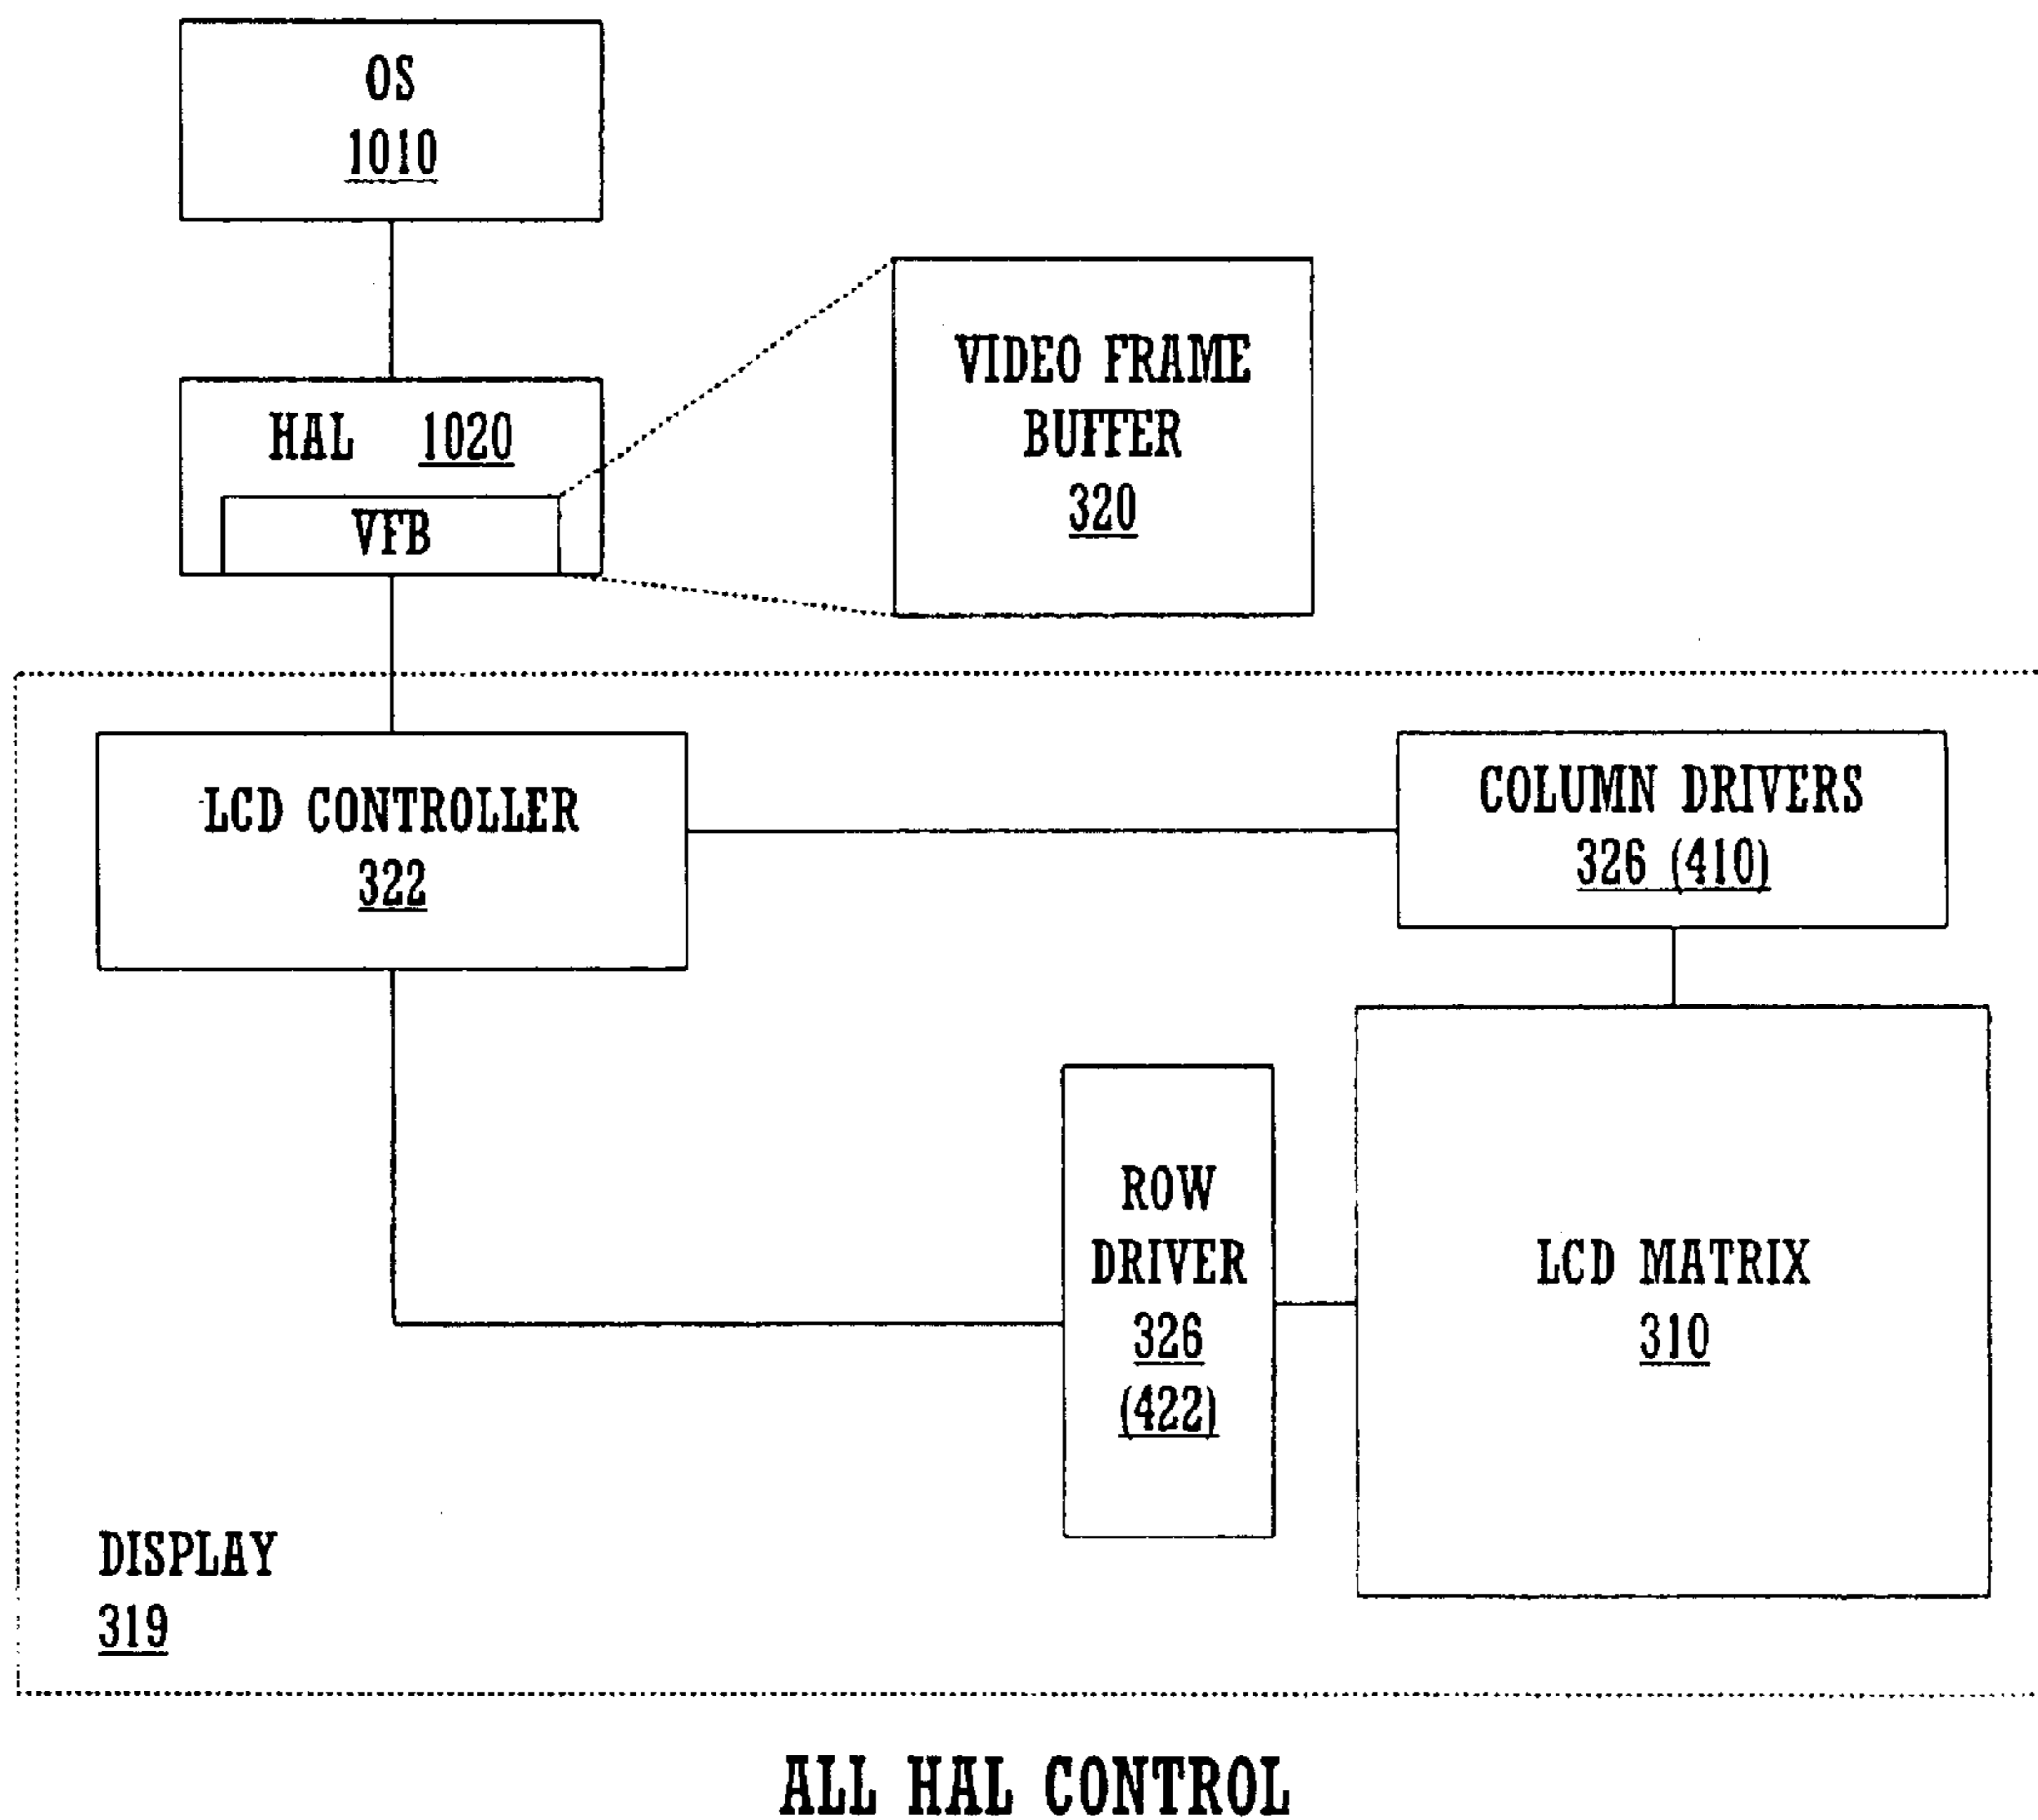 OS
1010
HAL 1020
VFB
VIDEO FRAME
BUFFER
320
LCD CONTROLLER
322
COLUMN DRIVERS
326 (410)
ROW
DRIVER
326
(422)
LCD MATRIX
310
DISPLAY
319
ALL HAL CONTROL